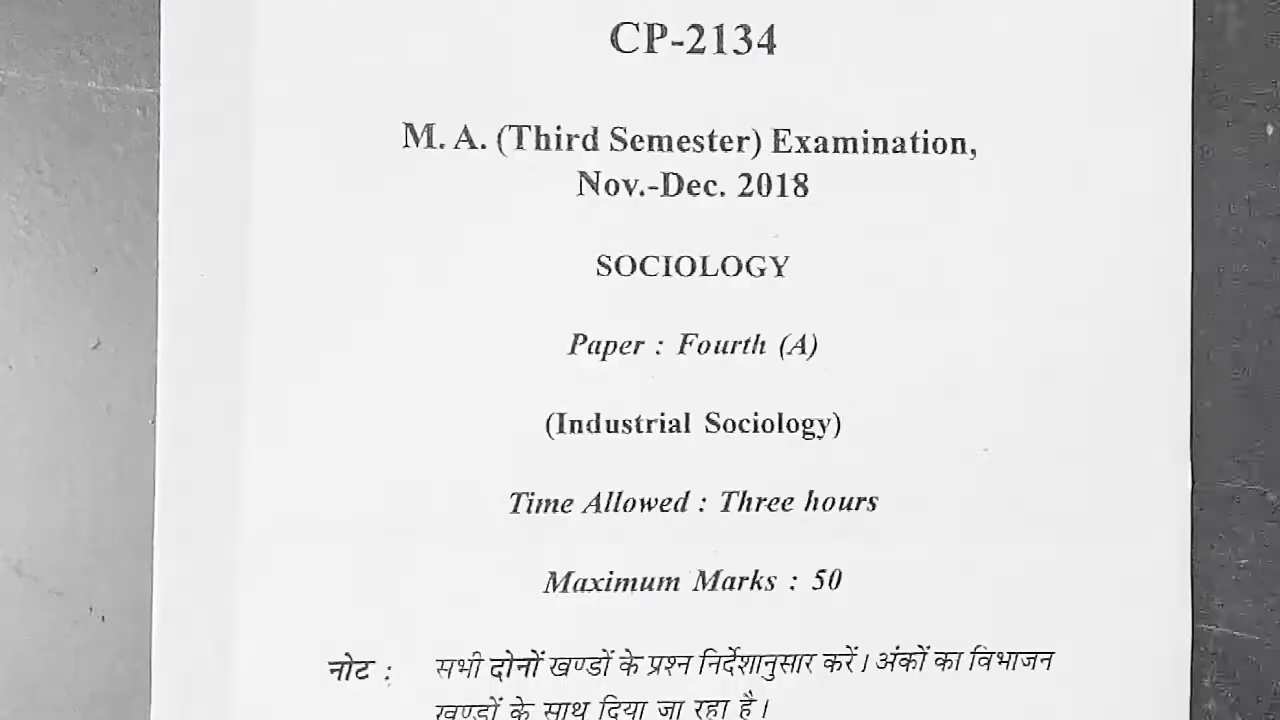 CP-2134
M. A. (Third Semester) Examination,
Nov.-Dec. 2018
SOCIOLOGY
Paper : Fourth (A)
(Industrial Sociology)
Time Allowed : Three hours
Maximum Marks : 50
नोट : सभी दोनों खण्डों के प्रश्न निर्देशानुसार करें। अंकों का विभाजन
खण्डों के साथ दिया जा रहा है।